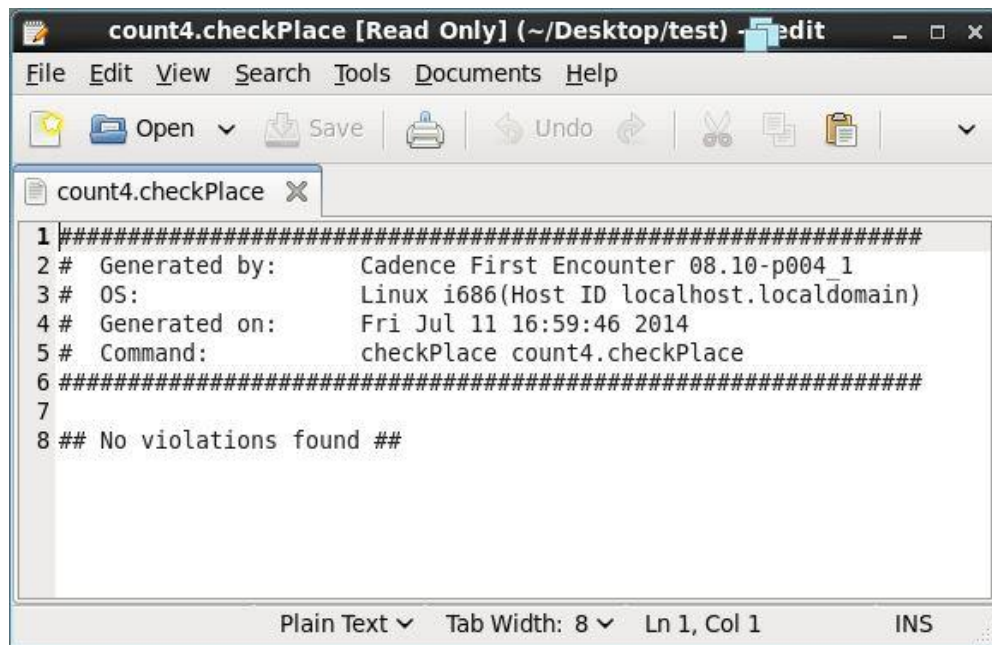 count4.checkPlace [Read Only] (~/Desktop/test) - edit
File Edit View Search Tools Documents Help
Open Save Undo
count4.checkPlace
1 ###############################################################
2 #  Generated by:      Cadence First Encounter 08.10-p004_1
3 #  OS:                Linux i686(Host ID localhost.localdomain)
4 #  Generated on:      Fri Jul 11 16:59:46 2014
5 #  Command:           checkPlace count4.checkPlace
6 ###############################################################
7
8 ## No violations found ##
Plain Text Tab Width: 8 Ln 1, Col 1 INS